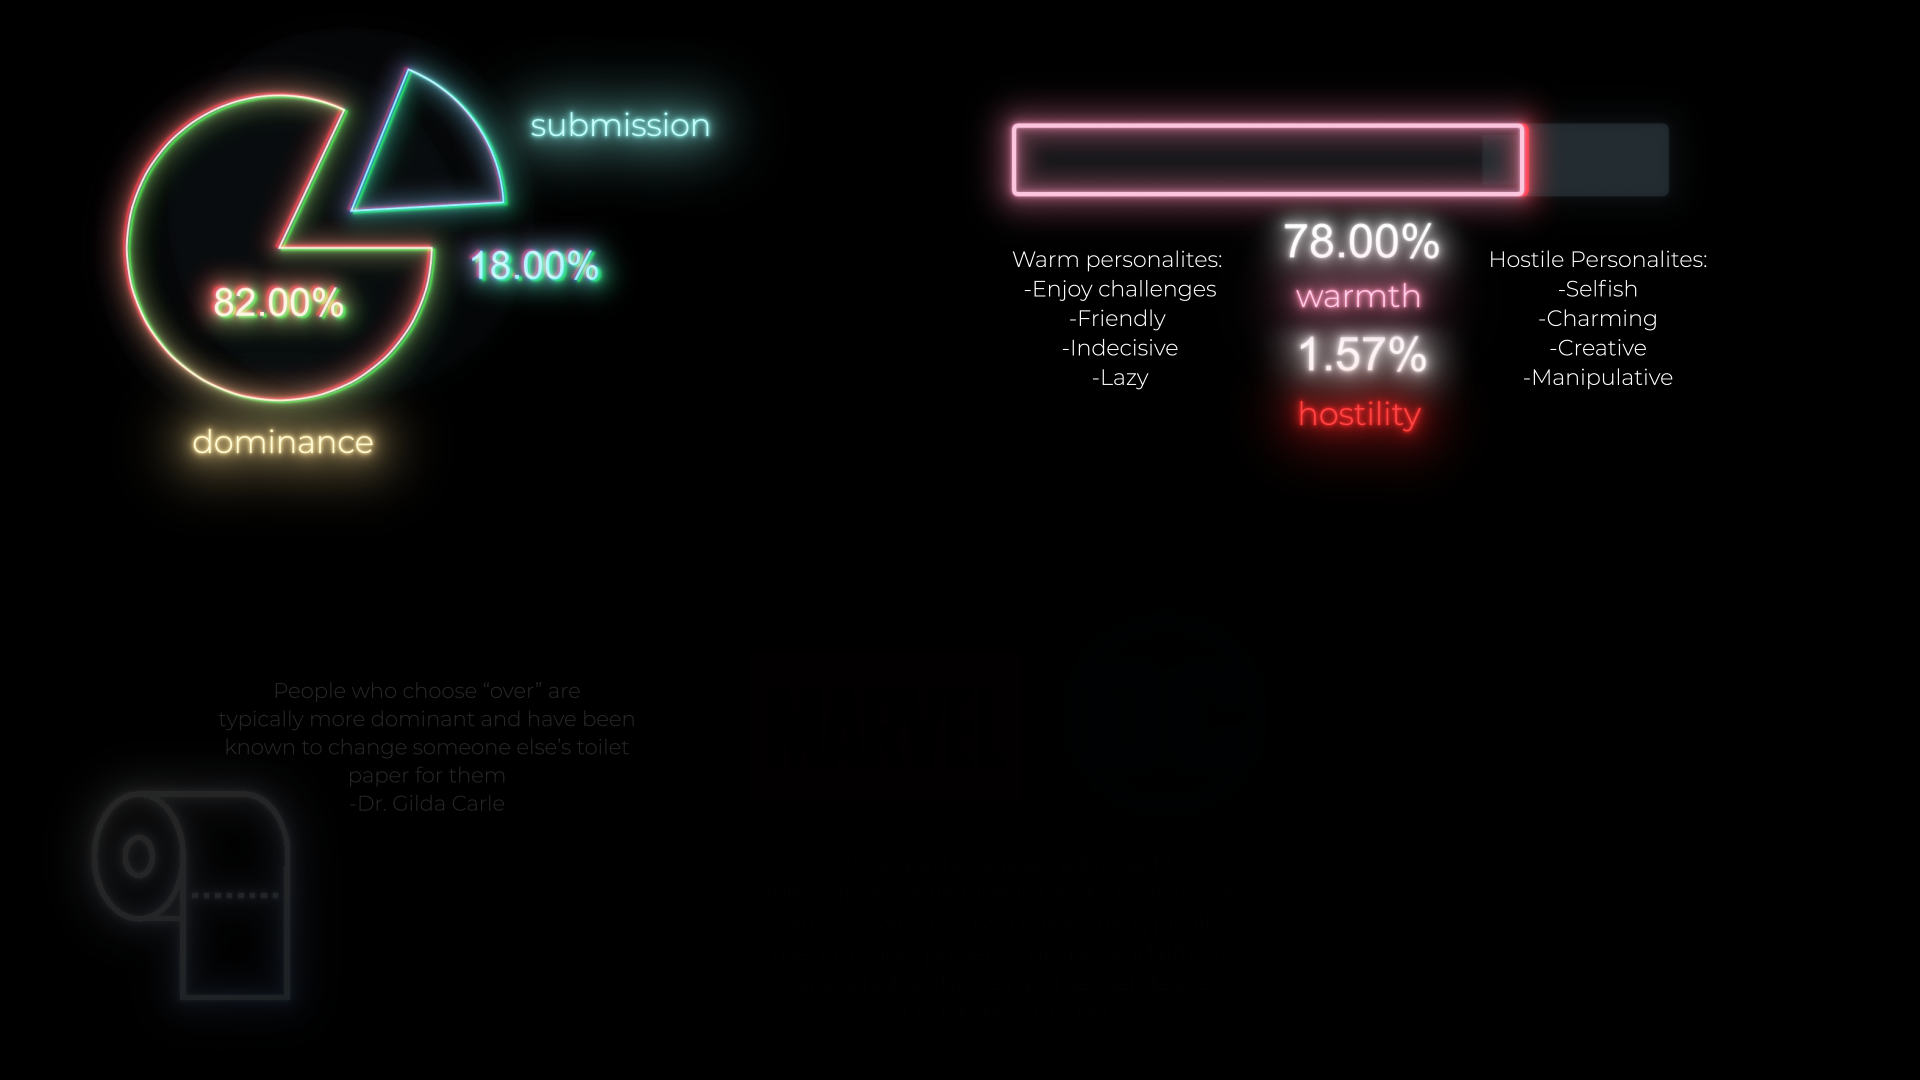 submission
18.00%
82.00%
dominance
78.00%
warmth
1.57%
hostility
Warm personalites:
-Enjoy challenges
-Friendly
-Indecisive
-Lazy
Hostile Personalites:
-Selfish
-Charming
-Creative
-Manipulative
People who choose “over” are
typically more dominant and have been
known to change someone else’s toilet
paper for them
-Dr. Gilda Carle